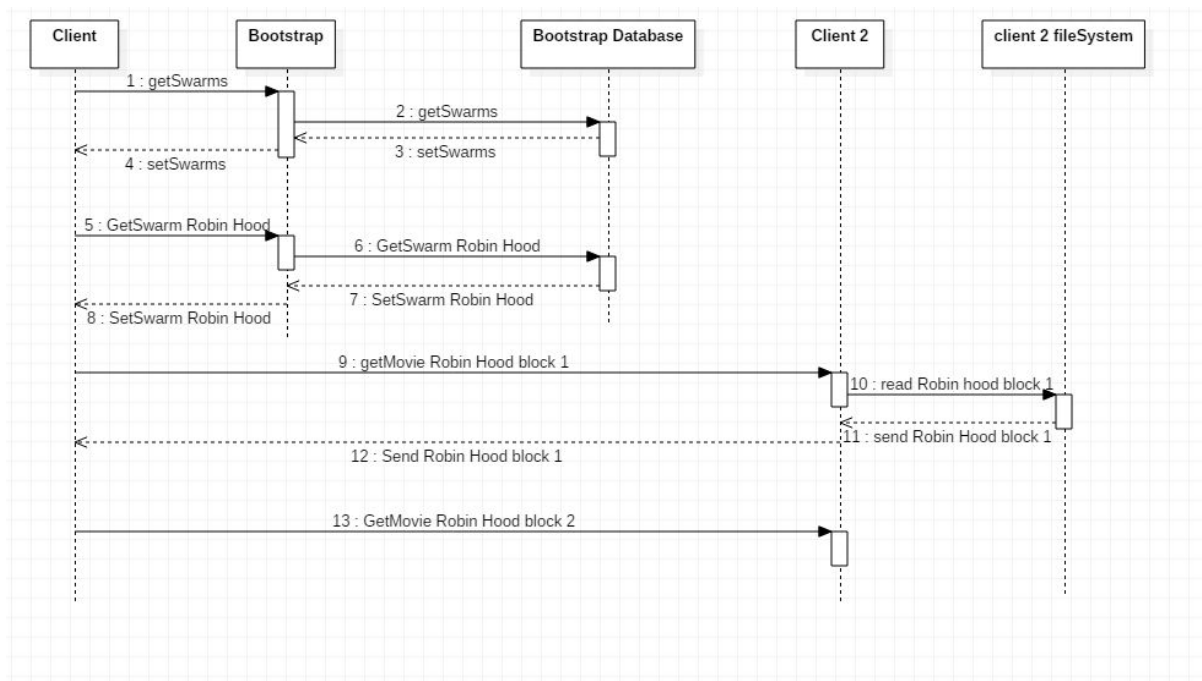 Client
Bootstrap
Bootstrap Database
Client 2
client 2 fileSystem
1 : getSwarms
2 : getSwarms
3 : setSwarms
4 : setSwarms
5 : GetSwarm Robin Hood
6 : GetSwarm Robin Hood
7 : SetSwarm Robin Hood
8 : SetSwarm Robin Hood
9 : getMovie Robin Hood block 1
10 : read Robin hood block 1
11 : send Robin Hood block 1
12 : Send Robin Hood block 1
13 : GetMovie Robin Hood block 2